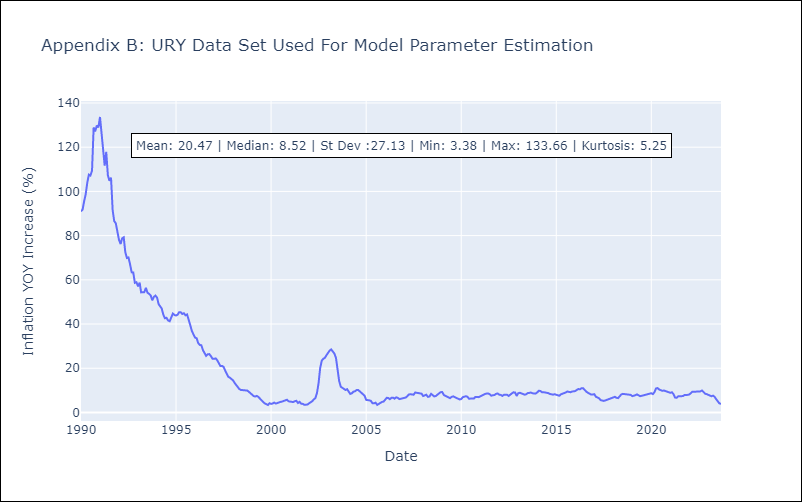 Appendix B: URY Data Set Used For Model Parameter Estimation
Mean: 20.47 | Median: 8.52 | St Dev :27.13 | Min: 3.38 | Max: 133.66 | Kurtosis: 5.25
Inflation YOY Increase (%)
140
120
100
80
60
40
20
0
1990 1995 2000 2005 2010 2015 2020
Date